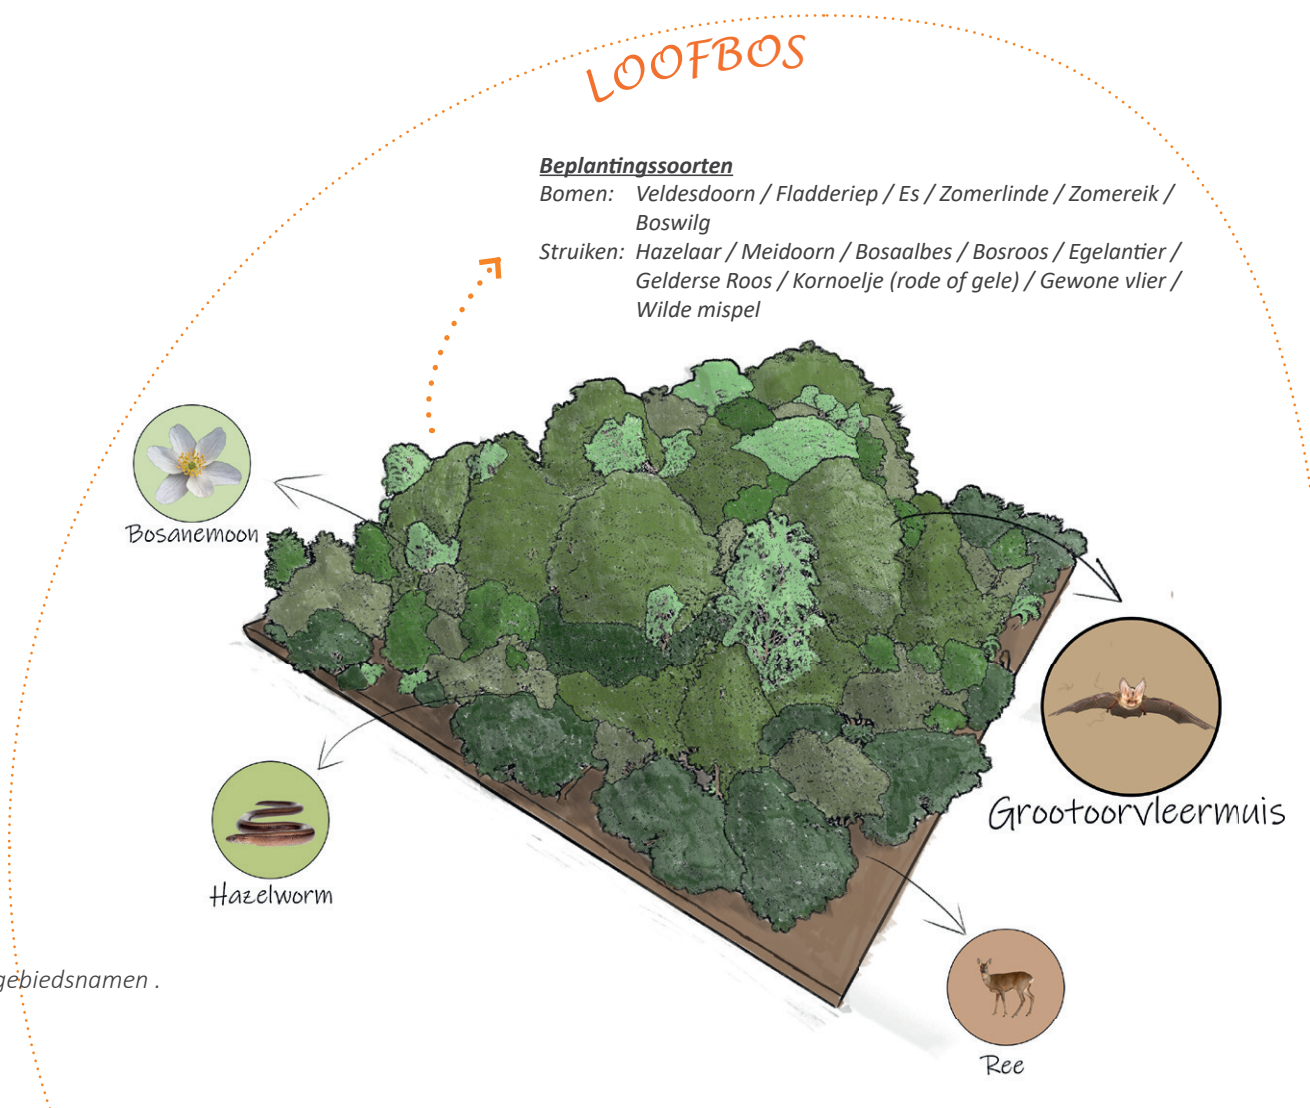 LOOFBOS
Beplantingssoorten
Bomen: Veldesdoorn / Fladderiep / Es / Zomerlinde / Zomereik /
Boswilg
Struiken: Hazelaar / Meidoorn / Bosaalbes / Bosroos / Egelantier /
Gelderse Roos / Kornoelje (rode of gele) / Gewone vlier /
Wilde mispel
Bosanemoon
Grootoorvleermuis
Hazelworm
gebiedsnamen .
Ree